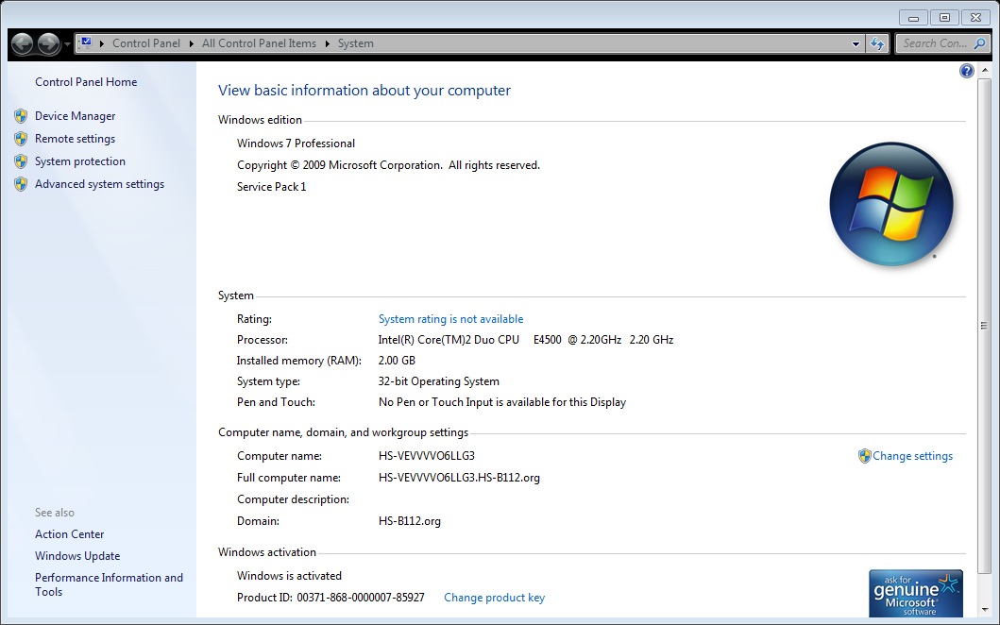 Control Panel ▸ All Control Panel Items ▸ System
Search Con...
Control Panel Home
Device Manager
Remote settings
System protection
Advanced system settings
See also
Action Center
Windows Update
Performance Information and
Tools
View basic information about your computer
Windows edition
Windows 7 Professional
Copyright © 2009 Microsoft Corporation. All rights reserved.
Service Pack 1
System
Rating: System rating is not available
Processor: Intel(R) Core(TM)2 Duo CPU E4500 @ 2.20GHz 2.20 GHz
Installed memory (RAM): 2.00 GB
System type: 32-bit Operating System
Pen and Touch: No Pen or Touch Input is available for this Display
Computer name, domain, and workgroup settings
Computer name: HS-VEVVVVO6LLG3
Change settings
Full computer name: HS-VEVVVVO6LLG3.HS-B112.org
Computer description:
Domain: HS-B112.org
Windows activation
Windows is activated
Product ID: 00371-868-0000007-85927 Change product key
ask for
genuine
Microsoft
software